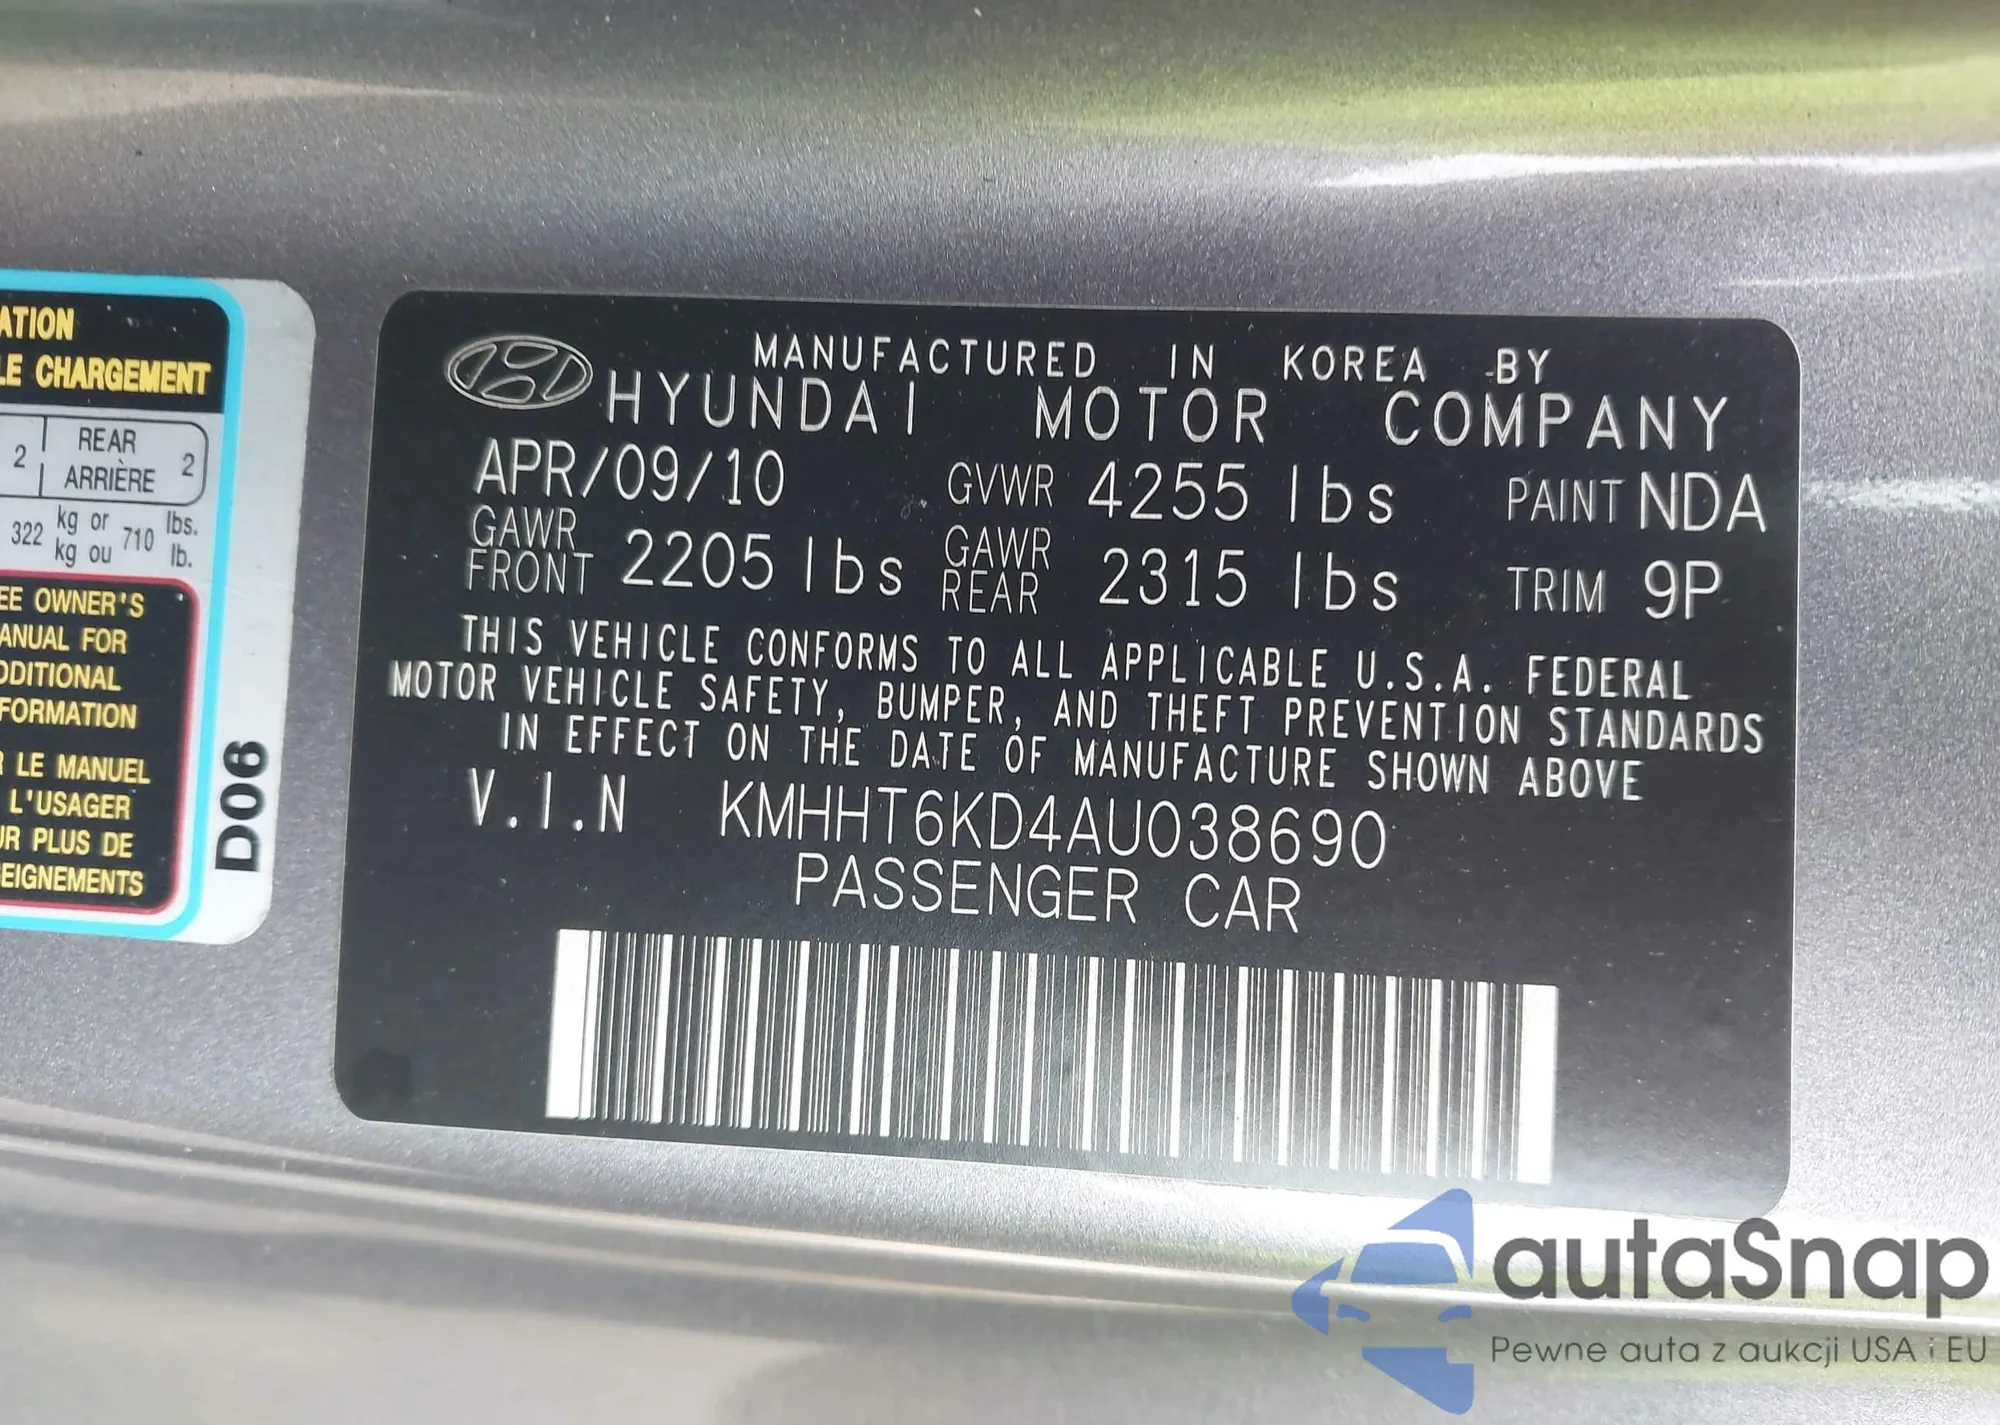 ATION
LE CHARGEMENT
2 REAR 2
ARRIÈRE
322 kg or 710 lbs.
kg ou lb.
EE OWNER'S
ANUAL FOR
DDITIONAL
FORMATION
R LE MANUEL
L'USAGER
UR PLUS DE
SEIGNEMENTS
D06
MANUFACTURED IN KOREA BY
HYUNDAI MOTOR COMPANY
APR/09/10 GVWR 4255 lbs PAINT NDA
GAWR FRONT 2205 lbs GAWR REAR 2315 lbs TRIM 9P
THIS VEHICLE CONFORMS TO ALL APPLICABLE U.S.A. FEDERAL
MOTOR VEHICLE SAFETY, BUMPER, AND THEFT PREVENTION STANDARDS
IN EFFECT ON THE DATE OF MANUFACTURE SHOWN ABOVE
V.I.N KMHHT6KD4AU038690
PASSENGER CAR
autaSnap
Pewne auta z aukcji USA i EU